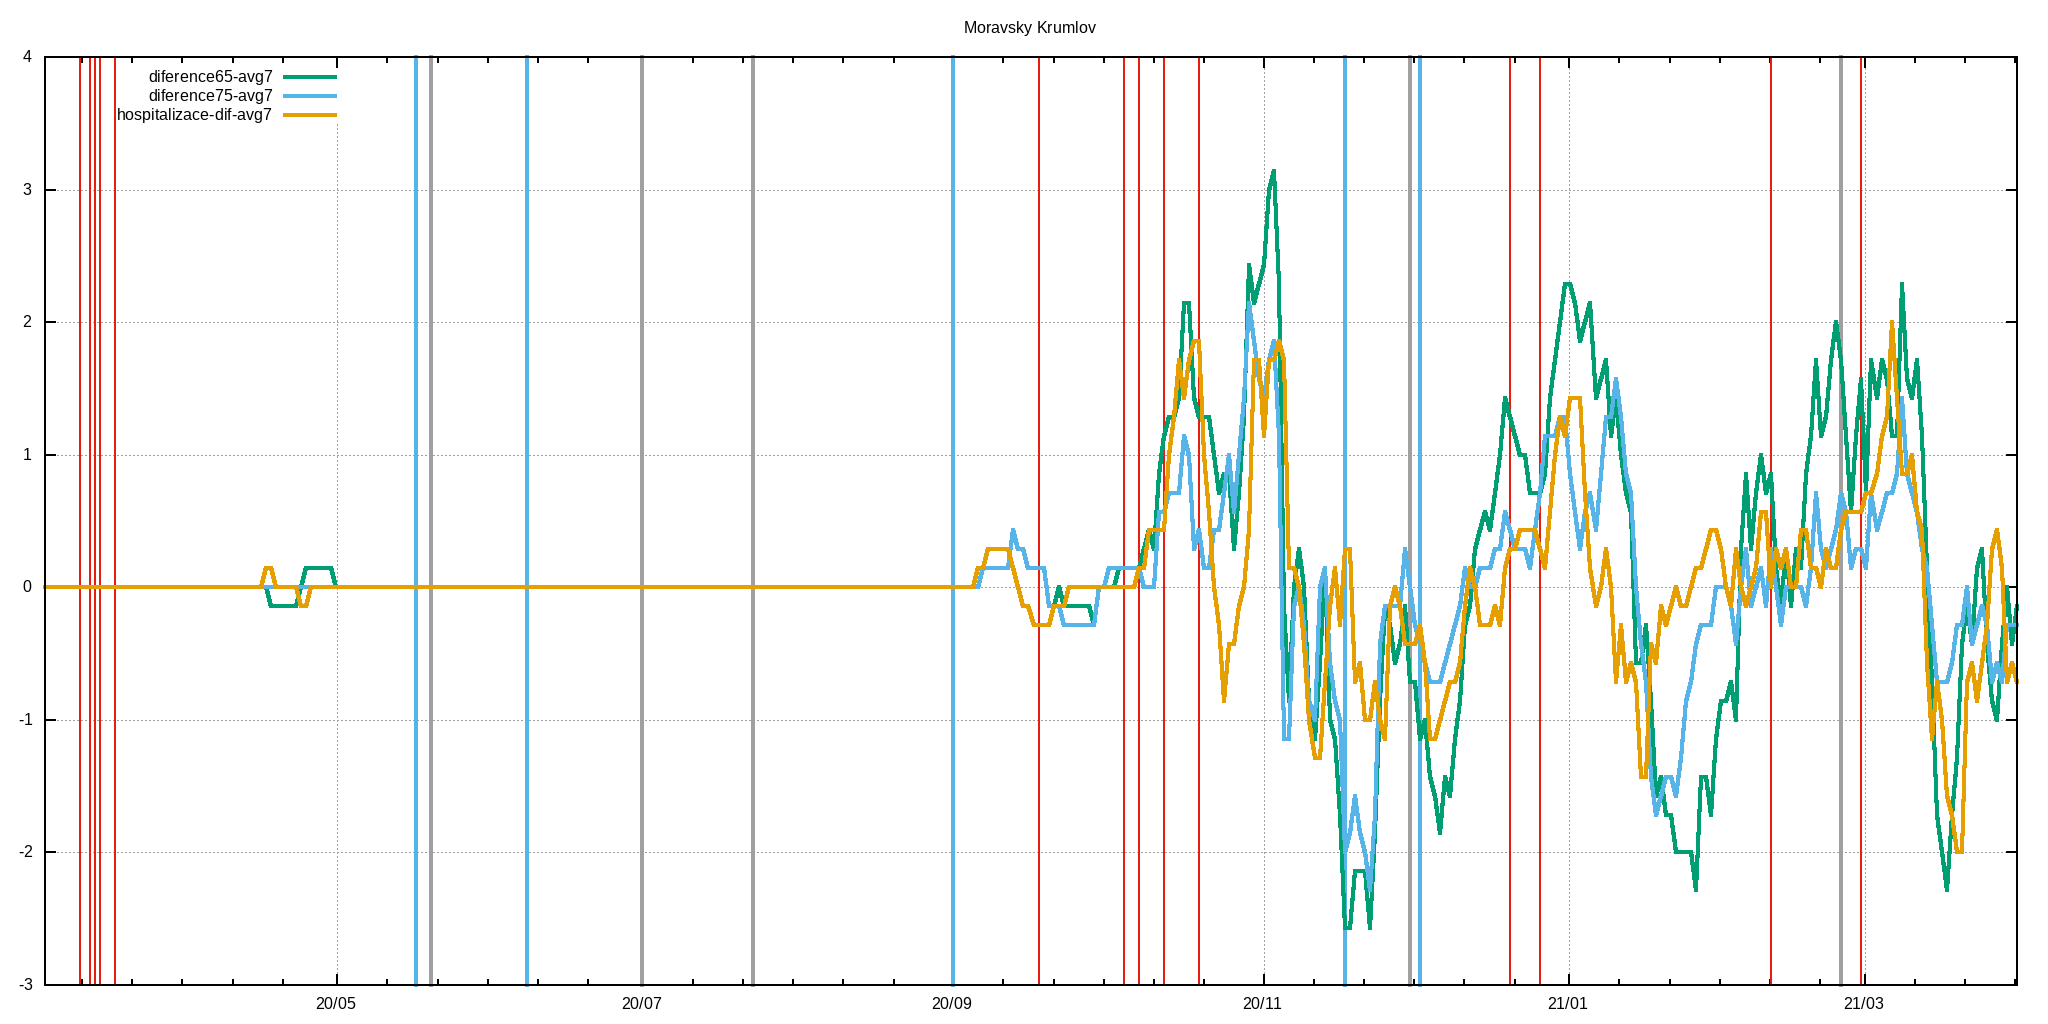 Moravsky Krumlov
4
diference65-avg7
diference75-avg7
hospitalizace-dif-avg7
3
2
1
0
-1
-2
-3
20/05 20/07 20/09 20/11 21/01 21/03